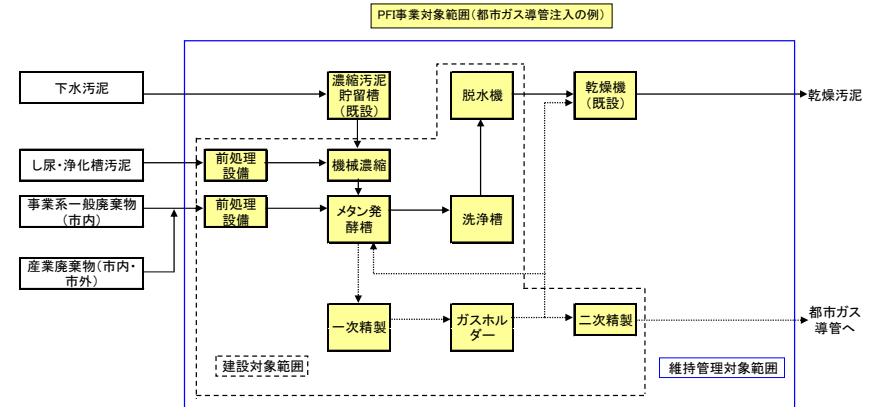 PFI事業対象範囲(都市ガス導管注入の例)
下水汚泥
濃縮汚泥
貯留槽
(既設)
脱水機
乾燥機
(既設)
乾燥汚泥
し尿・浄化槽汚泥
前処理
設備
機械濃縮
事業系一般廃棄物
(市内)
前処理
設備
メタン発
酵槽
洗浄槽
産業廃棄物(市内・
市外)
一次精製
ガスホル
ダー
二次精製
都市ガス
導管へ
建設対象範囲
維持管理対象範囲